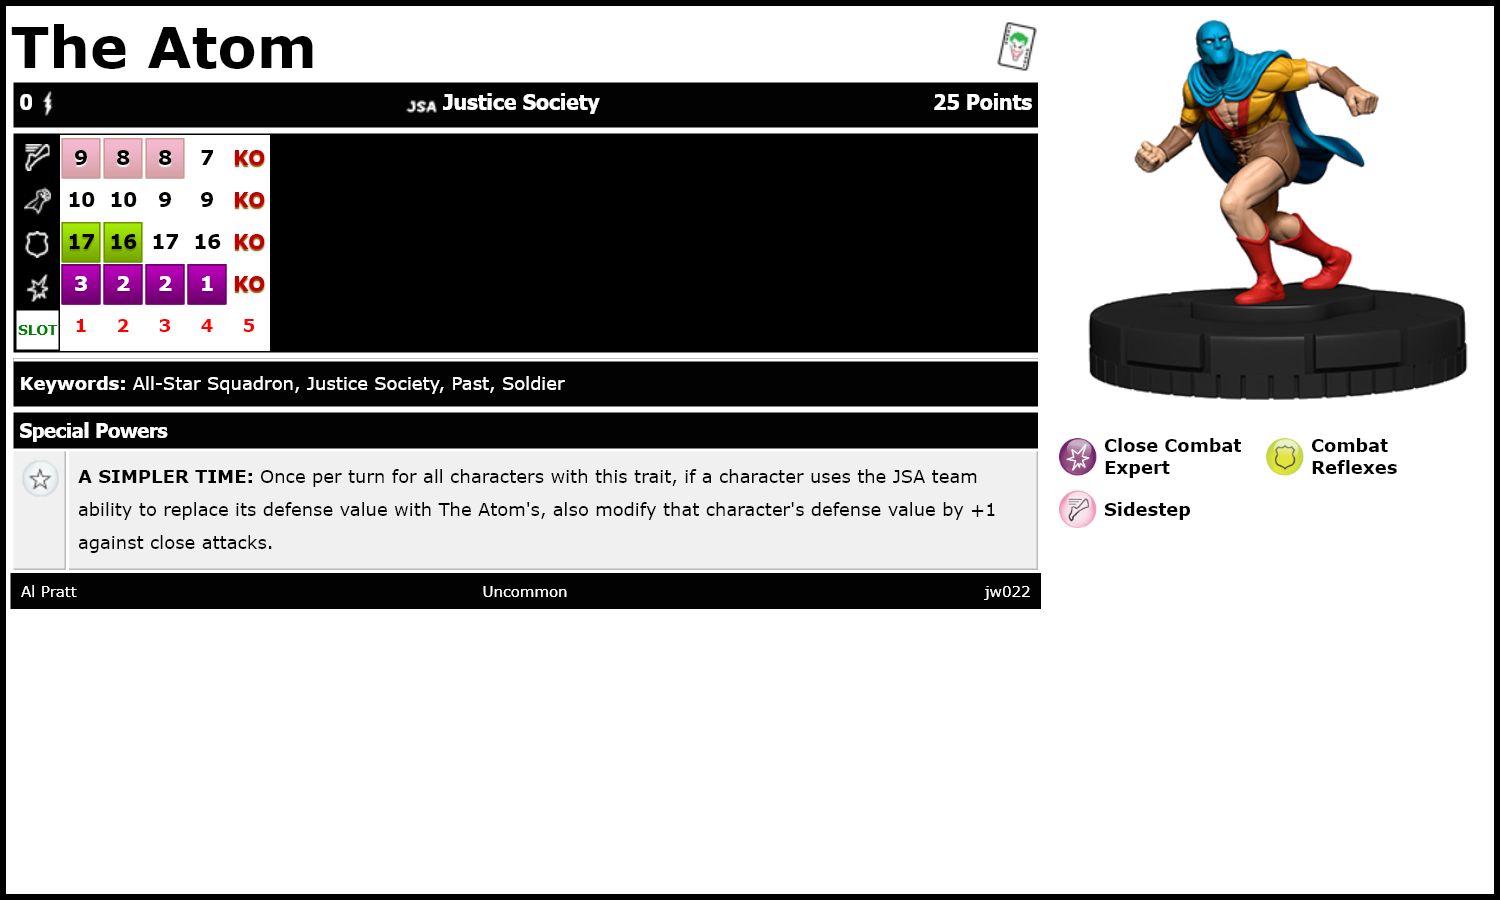 The Atom
0 JSA Justice Society 25 Points
9 8 8 7 KO
10 10 9 9 KO
17 16 17 16 KO
3 2 2 1 KO
SLOT 1 2 3 4 5
Keywords: All-Star Squadron, Justice Society, Past, Soldier
Special Powers
A SIMPLER TIME: Once per turn for all characters with this trait, if a character uses the JSA team
ability to replace its defense value with The Atom's, also modify that character's defense value by +1
against close attacks.
Al Pratt Uncommon jw022
Close Combat
Expert
Combat
Reflexes
Sidestep